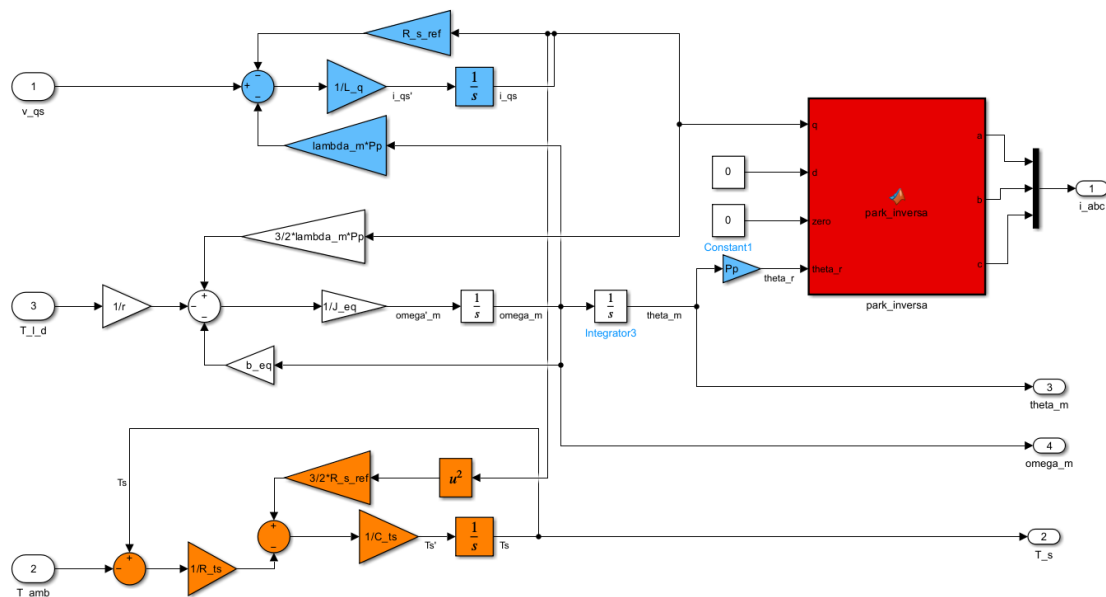 R_s_ref
1
v_qs
+
−
−
1/L_q
i_qs'
1
s
i_qs
lambda_m*Pp
q
d
zero
theta_r
park_inversa
a
b
c
park_inversa
0
0
Constant1
1
i_abc
3/2*lambda_m*Pp
Pp
theta_r
3
T_l_d
1/r
+
−
−
1/J_eq
omega'_m
1
s
omega_m
1
s
Integrator3
theta_m
b_eq
3
theta_m
4
omega_m
Ts
3/2*R_s_ref
u²
+
−
1/C_ts
Ts'
1
s
Ts
2
T_s
2
T_amb
+
−
1/R_ts